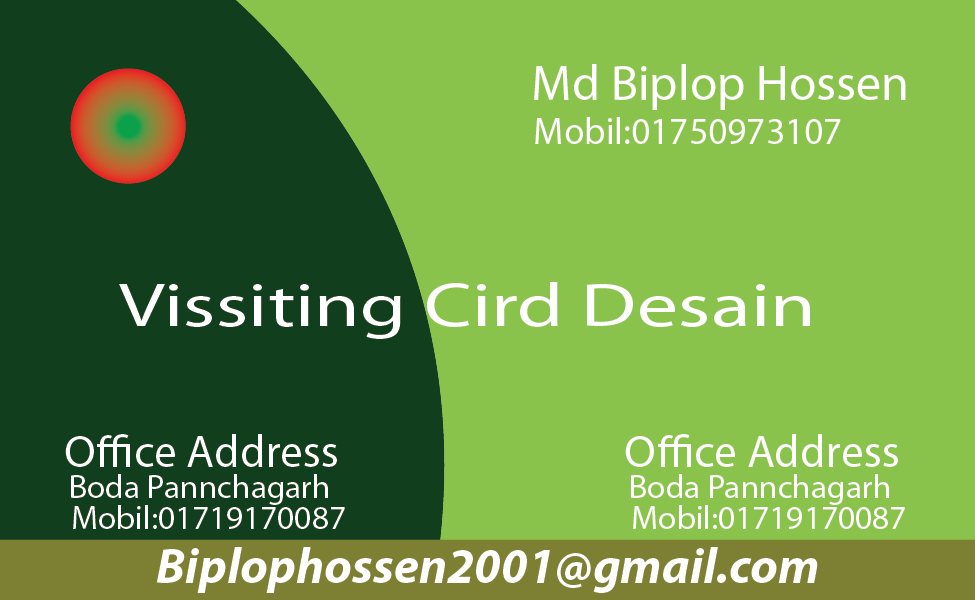 Md Biplop Hossen
Mobil:01750973107
Vissiting Cird Desain
Office Address
Boda Pannchagarh
Mobil:01719170087
Office Address
Boda Pannchagarh
Mobil:01719170087
Biplophossen2001@gmail.com